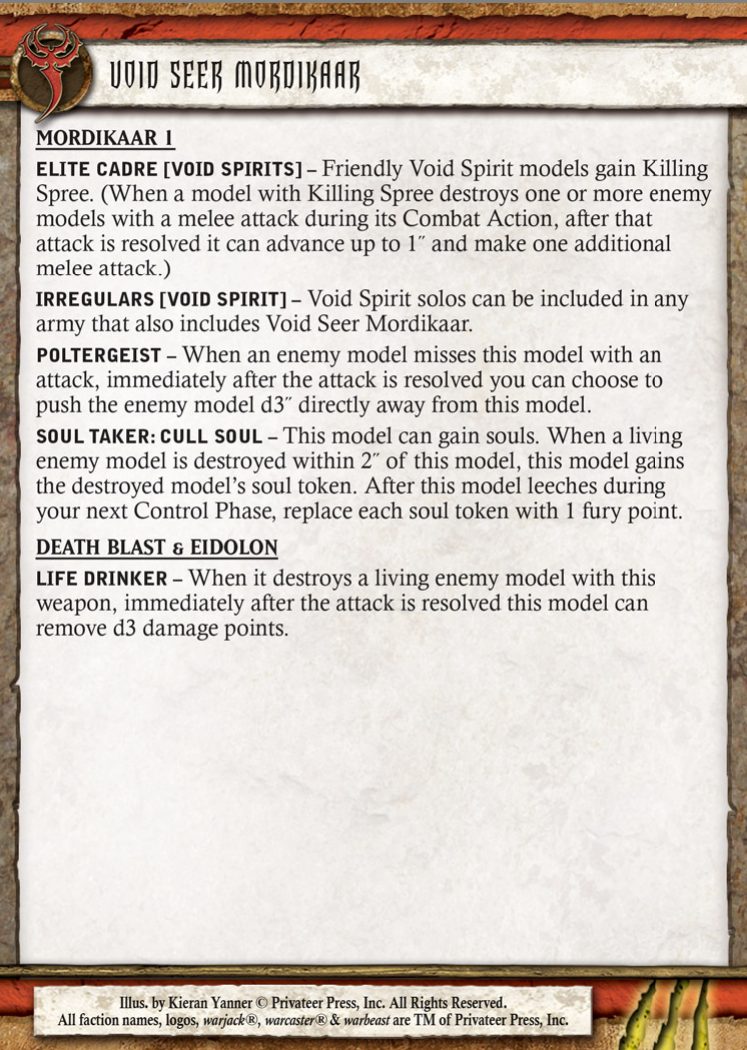 VOID SEER MORDIKAAR
MORDIKAAR 1
ELITE CADRE [VOID SPIRITS] – Friendly Void Spirit models gain Killing
Spree. (When a model with Killing Spree destroys one or more enemy
models with a melee attack during its Combat Action, after that
attack is resolved it can advance up to 1˝ and make one additional
melee attack.)
IRREGULARS [VOID SPIRIT] – Void Spirit solos can be included in any
army that also includes Void Seer Mordikaar.
POLTERGEIST – When an enemy model misses this model with an
attack, immediately after the attack is resolved you can choose to
push the enemy model d3˝ directly away from this model.
SOUL TAKER: CULL SOUL – This model can gain souls. When a living
enemy model is destroyed within 2˝ of this model, this model gains
the destroyed model’s soul token. After this model leeches during
your next Control Phase, replace each soul token with 1 fury point.
DEATH BLAST & EIDOLON
LIFE DRINKER – When it destroys a living enemy model with this
weapon, immediately after the attack is resolved this model can
remove d3 damage points.
Illus. by Kieran Yanner © Privateer Press, Inc. All Rights Reserved.
All faction names, logos, warjack®, warcaster® & warbeast are TM of Privateer Press, Inc.